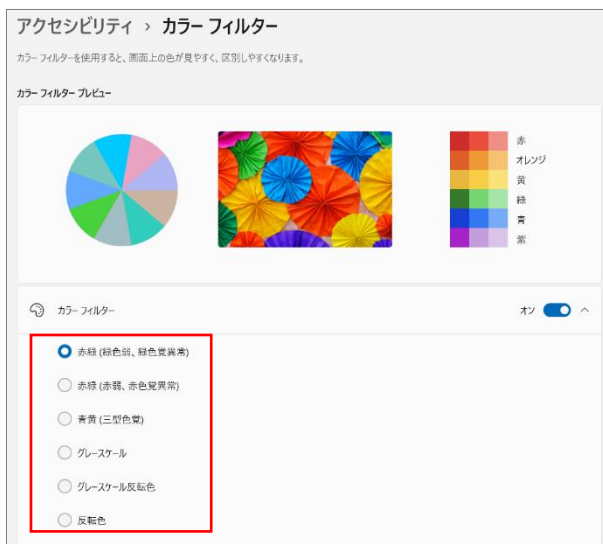 アクセシビリティ › カラー フィルター
カラー フィルターを使用すると、画面上の色が見やすく、区別しやすくなります。
カラー フィルター プレビュー
赤
オレンジ
黄
緑
青
紫
カラー フィルター
オン
赤緑 (緑色弱、緑色覚異常)
赤緑 (赤弱、赤色覚異常)
青黄 (三型色覚)
グレースケール
グレースケール反転色
反転色